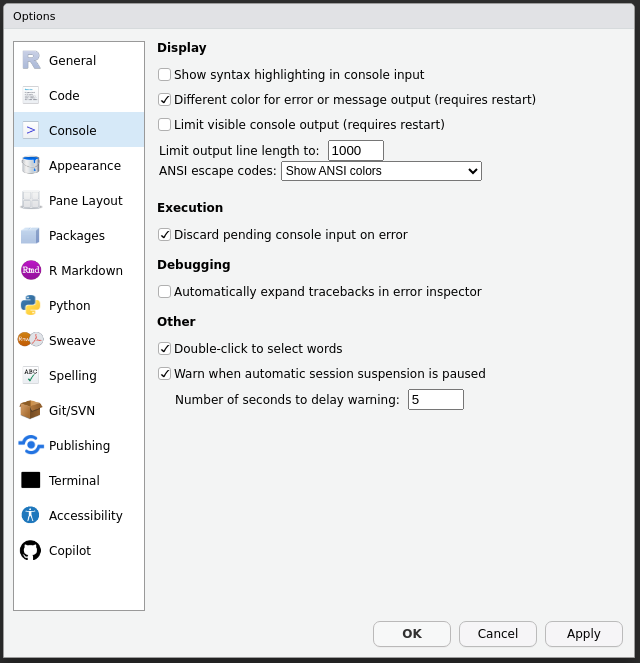 Options
General
Code
Console
Appearance
Pane Layout
Packages
R Markdown
Python
Sweave
Spelling
Git/SVN
Publishing
Terminal
Accessibility
Copilot
Display
Show syntax highlighting in console input
Different color for error or message output (requires restart)
Limit visible console output (requires restart)
Limit output line length to: 1000
ANSI escape codes: Show ANSI colors
Execution
Discard pending console input on error
Debugging
Automatically expand tracebacks in error inspector
Other
Double-click to select words
Warn when automatic session suspension is paused
Number of seconds to delay warning: 5
OK Cancel Apply
R
Rmd
ABC